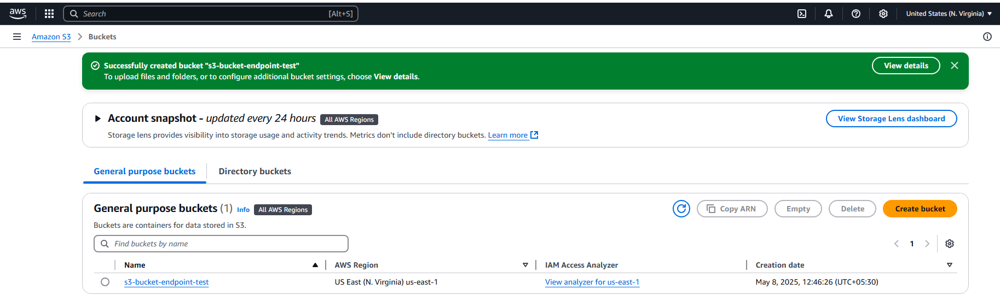 aws
Search [Alt+S] United States (N. Virginia)
Amazon S3 Buckets
Successfully created bucket "s3-bucket-endpoint-test"
To upload files and folders, or to configure additional bucket settings, choose View details.
View details
Account snapshot - updated every 24 hours All AWS Regions
View Storage Lens dashboard
Storage lens provides visibility into storage usage and activity trends. Metrics don't include directory buckets. Learn more
General purpose buckets Directory buckets
General purpose buckets (1) Info All AWS Regions
Copy ARN Empty Delete Create bucket
Buckets are containers for data stored in S3.
Find buckets by name 1
Name AWS Region IAM Access Analyzer Creation date
s3-bucket-endpoint-test US East (N. Virginia) us-east-1 View analyzer for us-east-1 May 8, 2025, 12:46:26 (UTC+05:30)